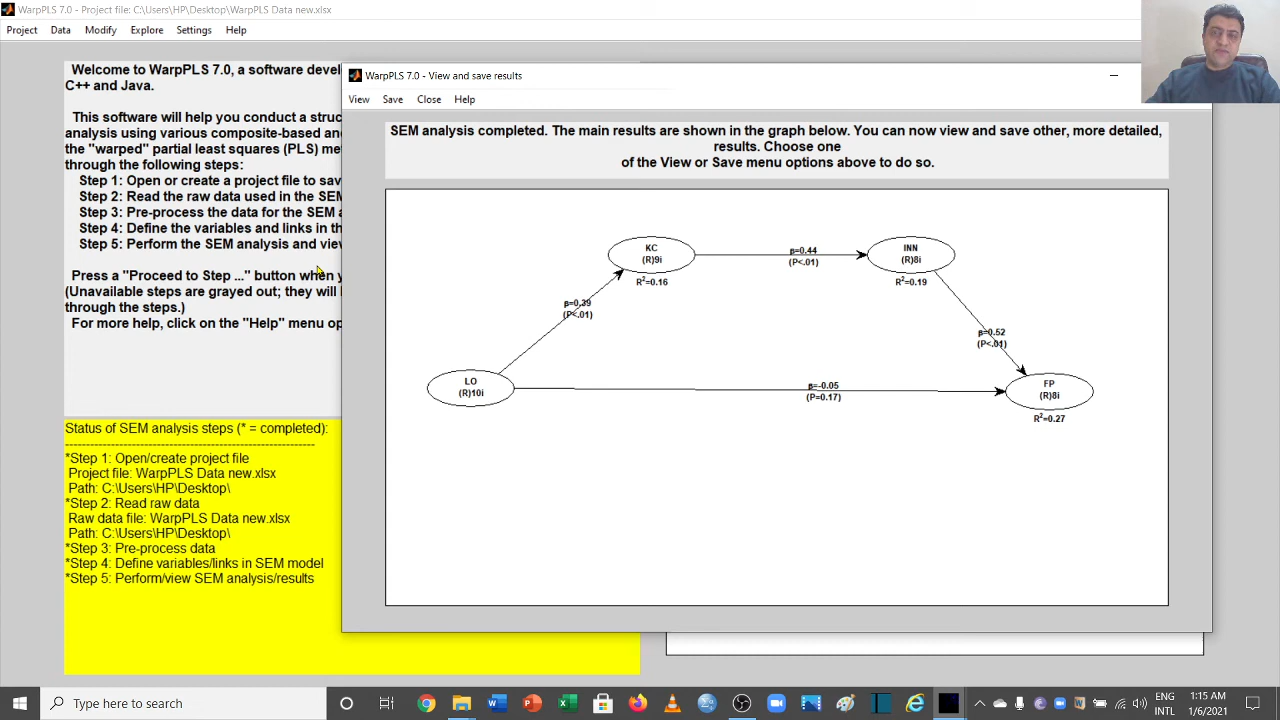 WarpPLS 7.0 - Project file: C:\Users\HP\Desktop\WarpPLS Data new.xlsx
Project Data Modify Explore Settings Help
Welcome to WarpPLS 7.0, a software devel
C++ and Java.
This software will help you conduct a struc
analysis using various composite-based and
the "warped" partial least squares (PLS) me
through the following steps:
Step 1: Open or create a project file to sav
Step 2: Read the raw data used in the SEM
Step 3: Pre-process the data for the SEM a
Step 4: Define the variables and links in th
Step 5: Perform the SEM analysis and view
Press a "Proceed to Step ..." button when y
(Unavailable steps are grayed out; they will b
through the steps.)
For more help, click on the "Help" menu op
Status of SEM analysis steps (* = completed):
-----------------------------------------------------------
*Step 1: Open/create project file
Project file: WarpPLS Data new.xlsx
Path: C:\Users\HP\Desktop\
*Step 2: Read raw data
Raw data file: WarpPLS Data new.xlsx
Path: C:\Users\HP\Desktop\
*Step 3: Pre-process data
*Step 4: Define variables/links in SEM model
*Step 5: Perform/view SEM analysis/results
WarpPLS 7.0 - View and save results
View Save Close Help
SEM analysis completed. The main results are shown in the graph below. You can now view and save other, more detailed,
results. Choose one
of the View or Save menu options above to do so.
KC
(R)9i
R²=0.16
β=0.44
(P<.01)
INN
(R)8i
R²=0.19
β=0.39
(P<.01)
β=0.52
(P<.01)
LO
(R)10i
β=-0.05
(P=0.17)
FP
(R)8i
R²=0.27
Type here to search
ENG
INTL
1:15 AM
1/6/2021